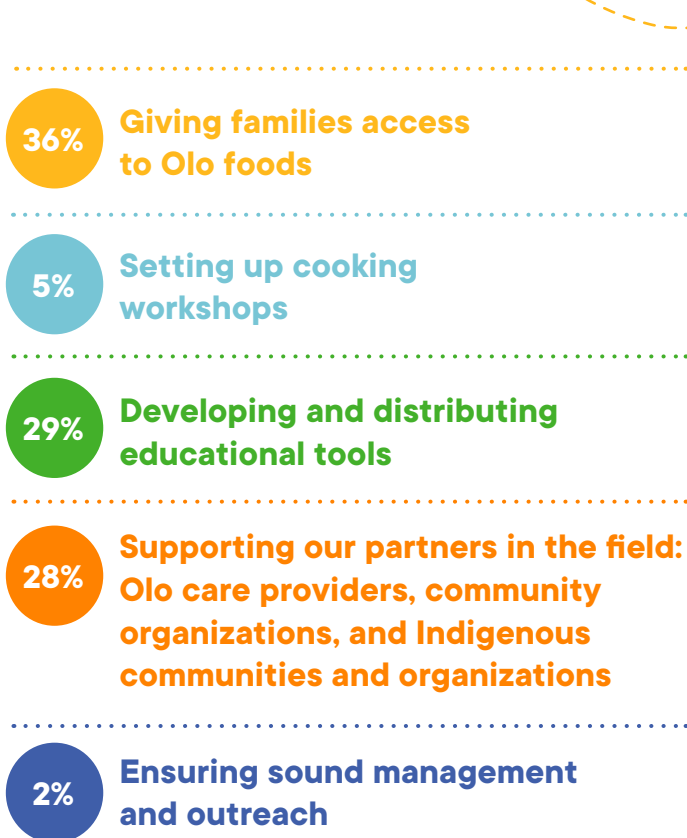 36%
Giving families access
to Olo foods
5%
Setting up cooking
workshops
29%
Developing and distributing
educational tools
28%
Supporting our partners in the field:
Olo care providers, community
organizations, and Indigenous
communities and organizations
2%
Ensuring sound management
and outreach